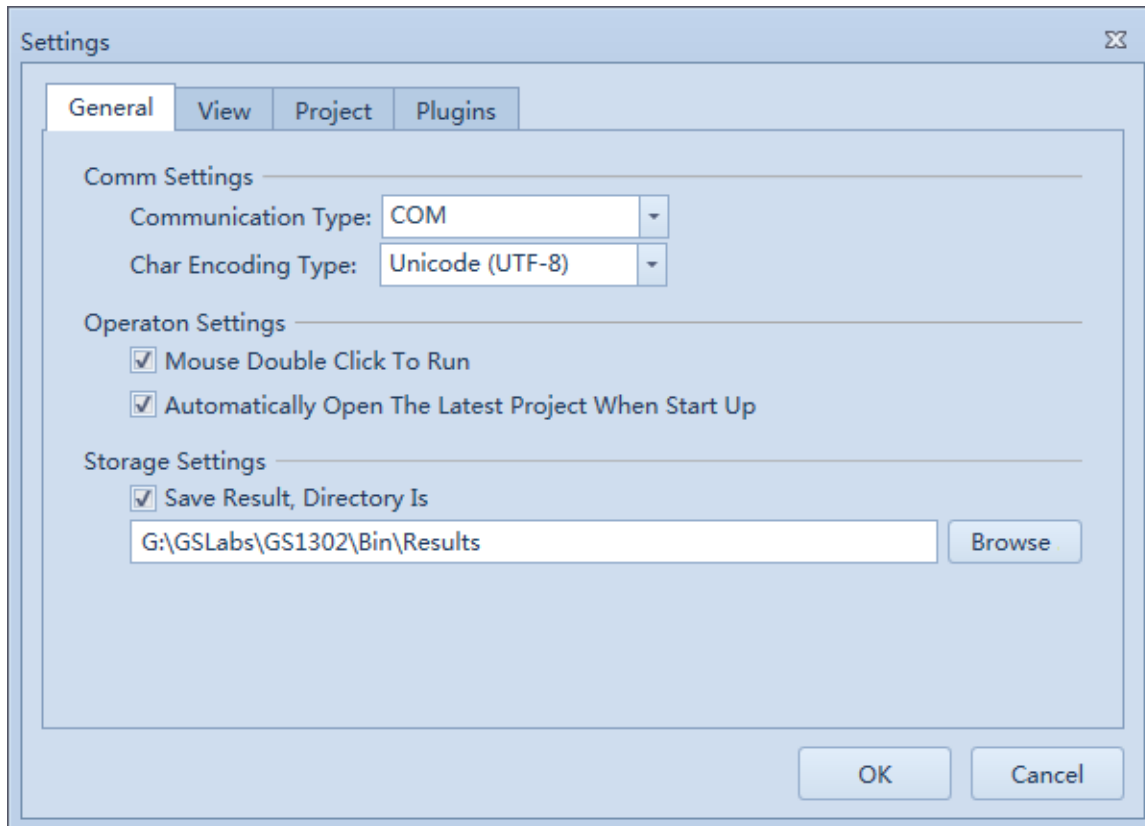 Settings
General View Project Plugins
Comm Settings
Communication Type: COM
Char Encoding Type: Unicode (UTF-8)
Operaton Settings
Mouse Double Click To Run
Automatically Open The Latest Project When Start Up
Storage Settings
Save Result, Directory Is
G:\GSLabs\GS1302\Bin\Results Browse
OK Cancel